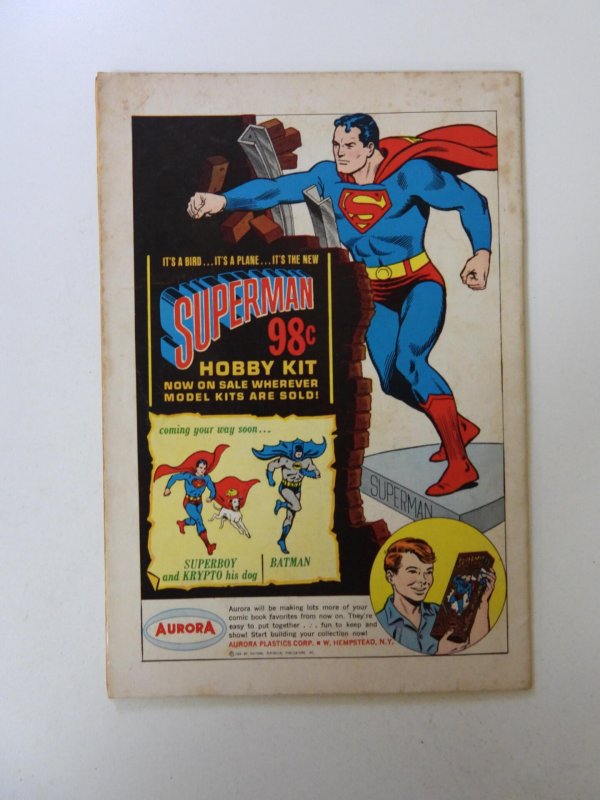 IT'S A BIRD...IT'S A PLANE...IT'S THE NEW
SUPERMAN
98¢
HOBBY KIT
NOW ON SALE WHEREVER
MODEL KITS ARE SOLD!
coming your way soon...
SUPERBOY
and KRYPTO his dog
BATMAN
SUPERMAN
AURORA
Aurora will be making lots more of your
comic book favorites from now on. They're
easy to put together . . . fun to keep and
show! Start building your collection now!
AURORA PLASTICS CORP. ■ W. HEMPSTEAD, N.Y.